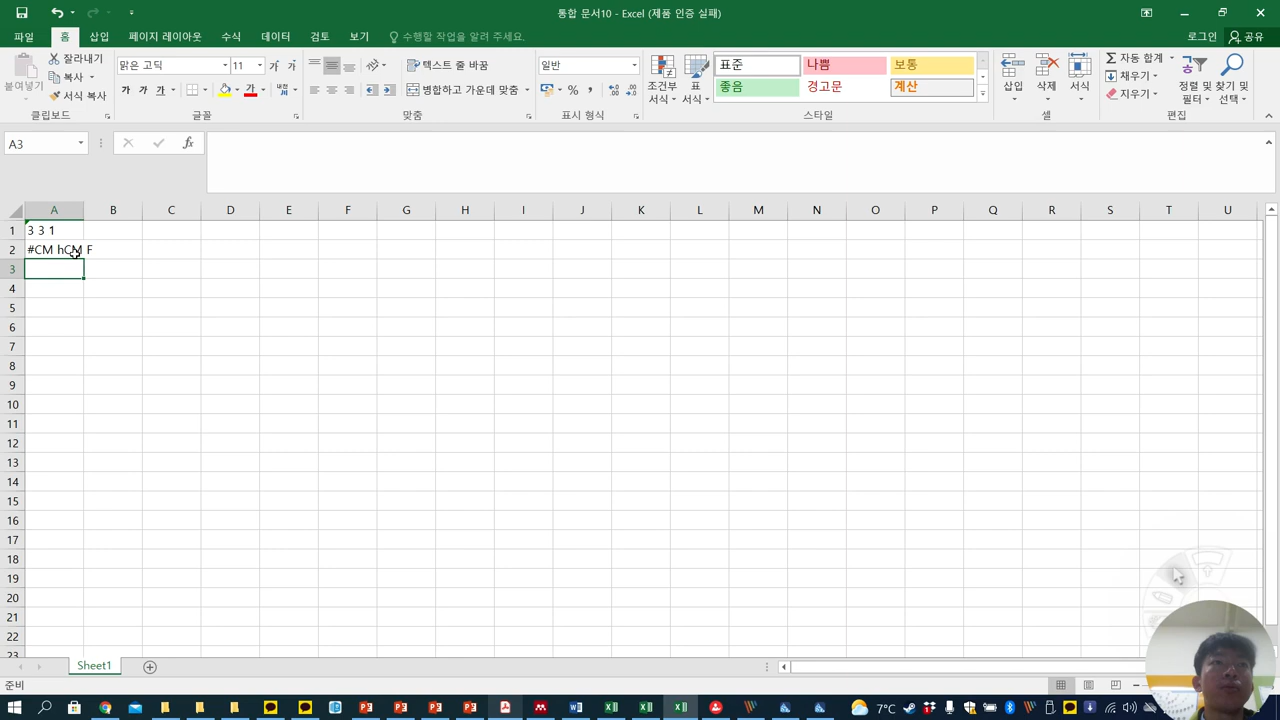 통합 문서10 - Excel (제품 인증 실패)
파일 홈 삽입 페이지 레이아웃 수식 데이터 검토 보기 수행할 작업을 알려 주세요. 로그인 공유
붙여넣기 잘라내기 복사 서식 복사
클립보드
맑은 고딕 11 가 가
가 가 가 가
글꼴
텍스트 줄 바꿈
병합하고 가운데 맞춤
맞춤
일반
%
표시 형식
조건부 서식 표 서식
표준 나쁨 보통
좋음 경고문 계산
스타일
삽입 삭제 서식
셀
자동 합계
채우기
지우기
정렬 및 필터 찾기 및 선택
편집
A3 fx
A B C D E F G H I J K L M N O P Q R S T U
1 3 3 1
2 #CM hCM F
3
4
5
6
7
8
9
10
11
12
13
14
15
16
17
18
19
20
21
22
23
Sheet1
준비
7°C